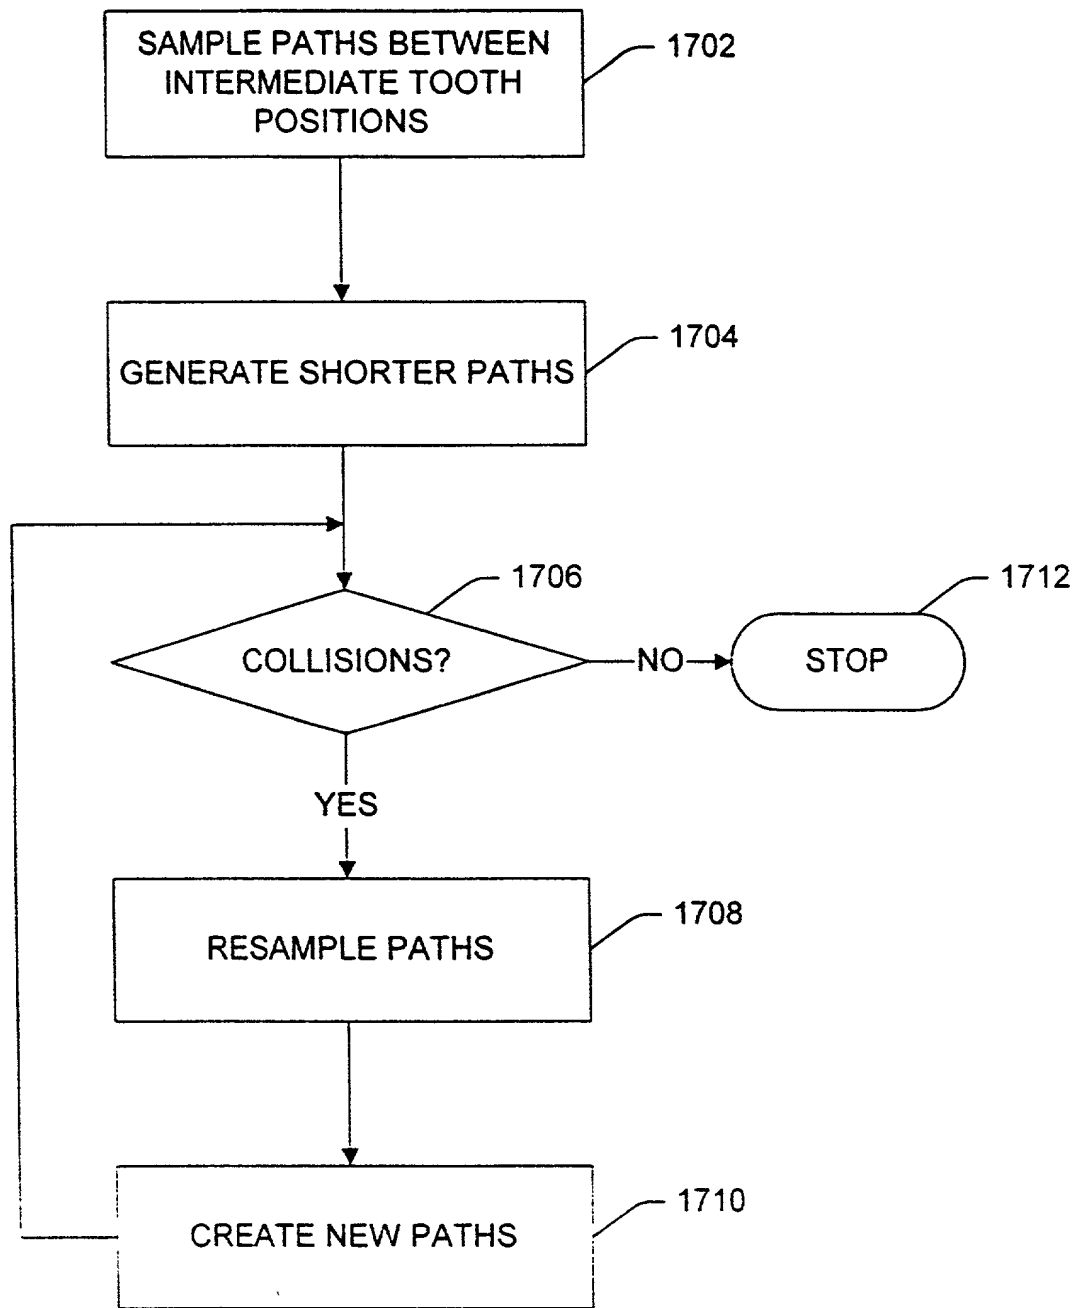 SAMPLE PATHS BETWEEN
INTERMEDIATE TOOTH
POSITIONS
1702
GENERATE SHORTER PATHS
1704
COLLISIONS?
1706
NO
STOP
1712
YES
RESAMPLE PATHS
1708
CREATE NEW PATHS
1710